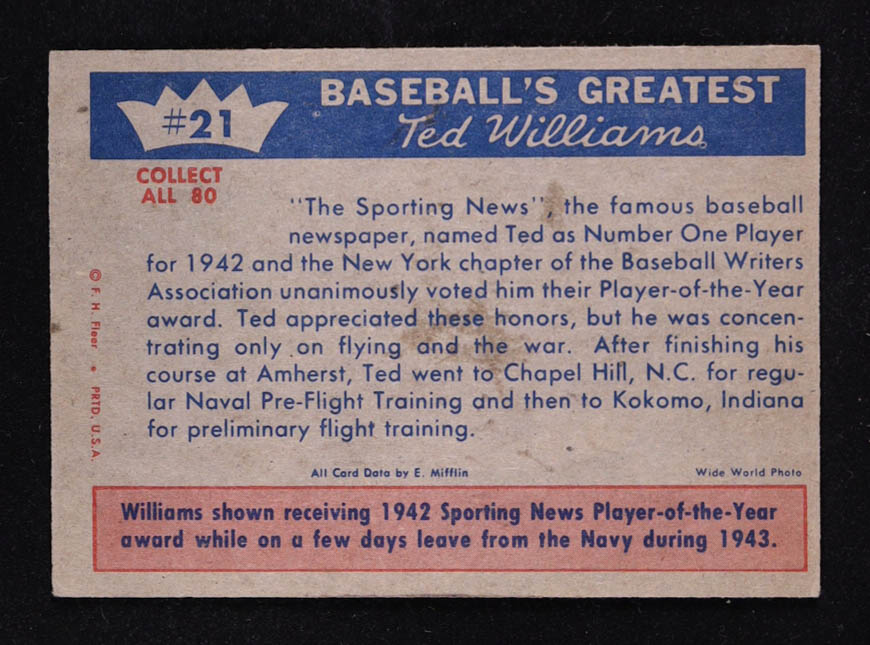 #21
BASEBALL'S GREATEST
Ted Williams
COLLECT
ALL 80
"The Sporting News", the famous baseball
newspaper, named Ted as Number One Player
for 1942 and the New York chapter of the Baseball Writers
Association unanimously voted him their Player-of-the-Year
award. Ted appreciated these honors, but he was concen-
trating only on flying and the war. After finishing his
course at Amherst, Ted went to Chapel Hill, N.C. for regu-
lar Naval Pre-Flight Training and then to Kokomo, Indiana
for preliminary flight training.
© F. H. Fleer • PRTD. U.S.A.
All Card Data by E. Mifflin
Wide World Photo
Williams shown receiving 1942 Sporting News Player-of-the-Year
award while on a few days leave from the Navy during 1943.